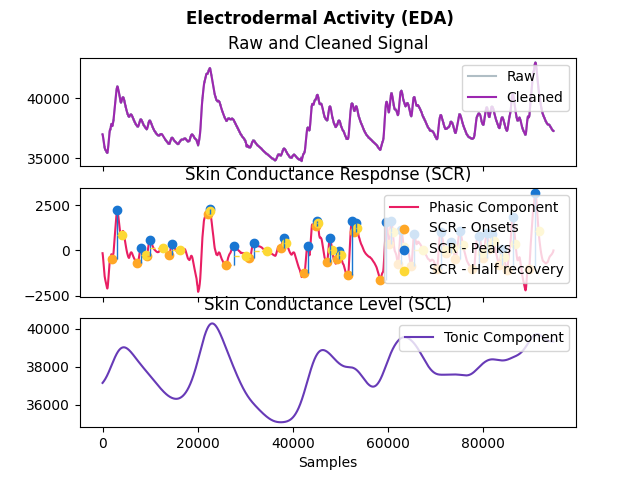 Electrodermal Activity (EDA)
Raw and Cleaned Signal
40000
35000
Raw
Cleaned
Skin Conductance Response (SCR)
2500
0
−2500
Phasic Component
SCR - Onsets
SCR - Peaks
SCR - Half recovery
Skin Conductance Level (SCL)
40000
38000
36000
Tonic Component
0
20000
40000
60000
80000
Samples